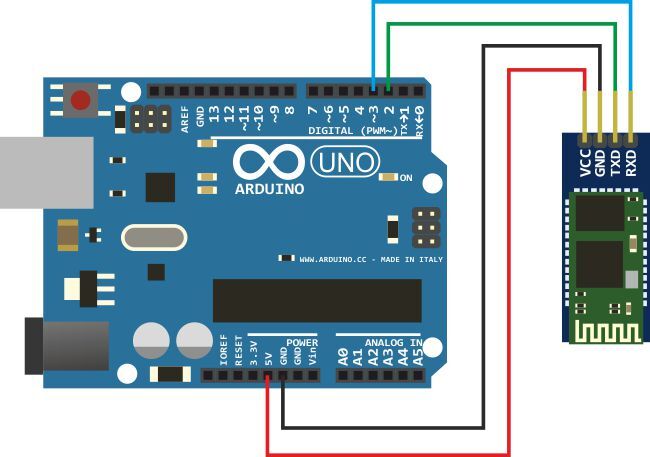 AREF
GND
13
12
~11
~10
~9
8
7
~6
~5
4
~3
2
TX→1
RX←0
DIGITAL (PWM~)
UNO
ARDUINO
ON
WWW.ARDUINO.CC - MADE IN ITALY
IOREF
RESET
3.3V
5V
GND
GND
Vin
POWER
ANALOG IN
A0
A1
A2
A3
A4
A5
VCC
GND
TXD
RXD